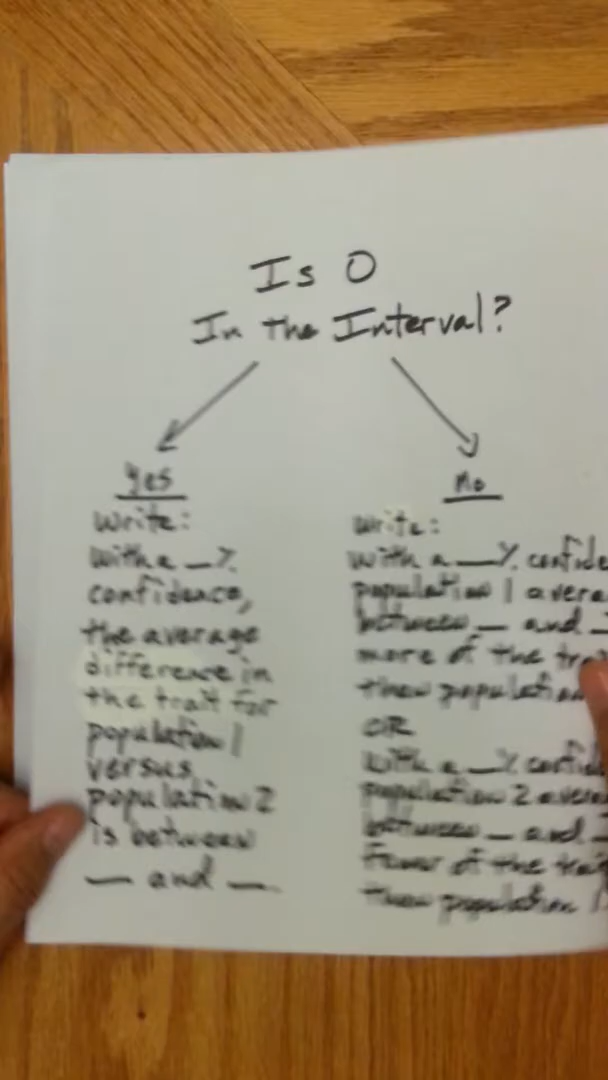 Is 0
In the Interval?
Yes
Write:
With a __%
confidence,
the average
difference in
the trait for
population 1
versus
population 2
is between
__ and __.
no
Write:
With a __% confide
population 1 avera
between __ and __
more of the tra
then population
OR
With a __% confid
population 2 avera
between __ and __
fewer of the trai
then population 1.